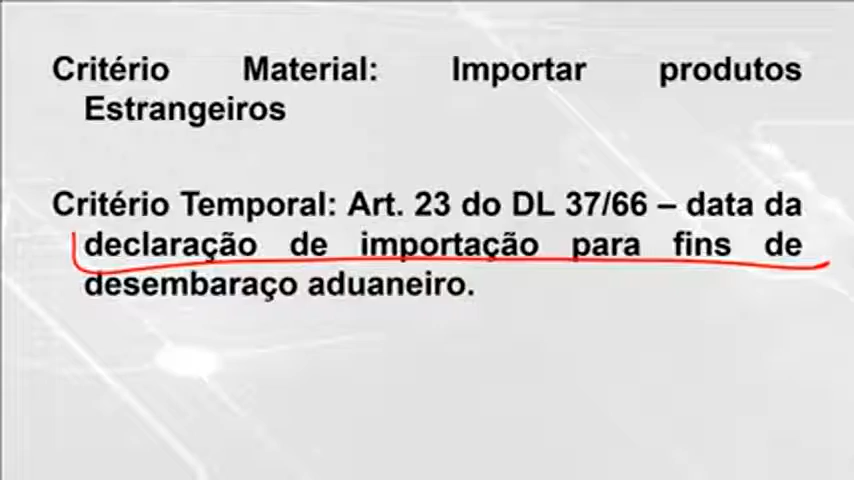 Critério Material: Importar produtos
Estrangeiros
Critério Temporal: Art. 23 do DL 37/66 – data da
declaração de importação para fins de
desembaraço aduaneiro.